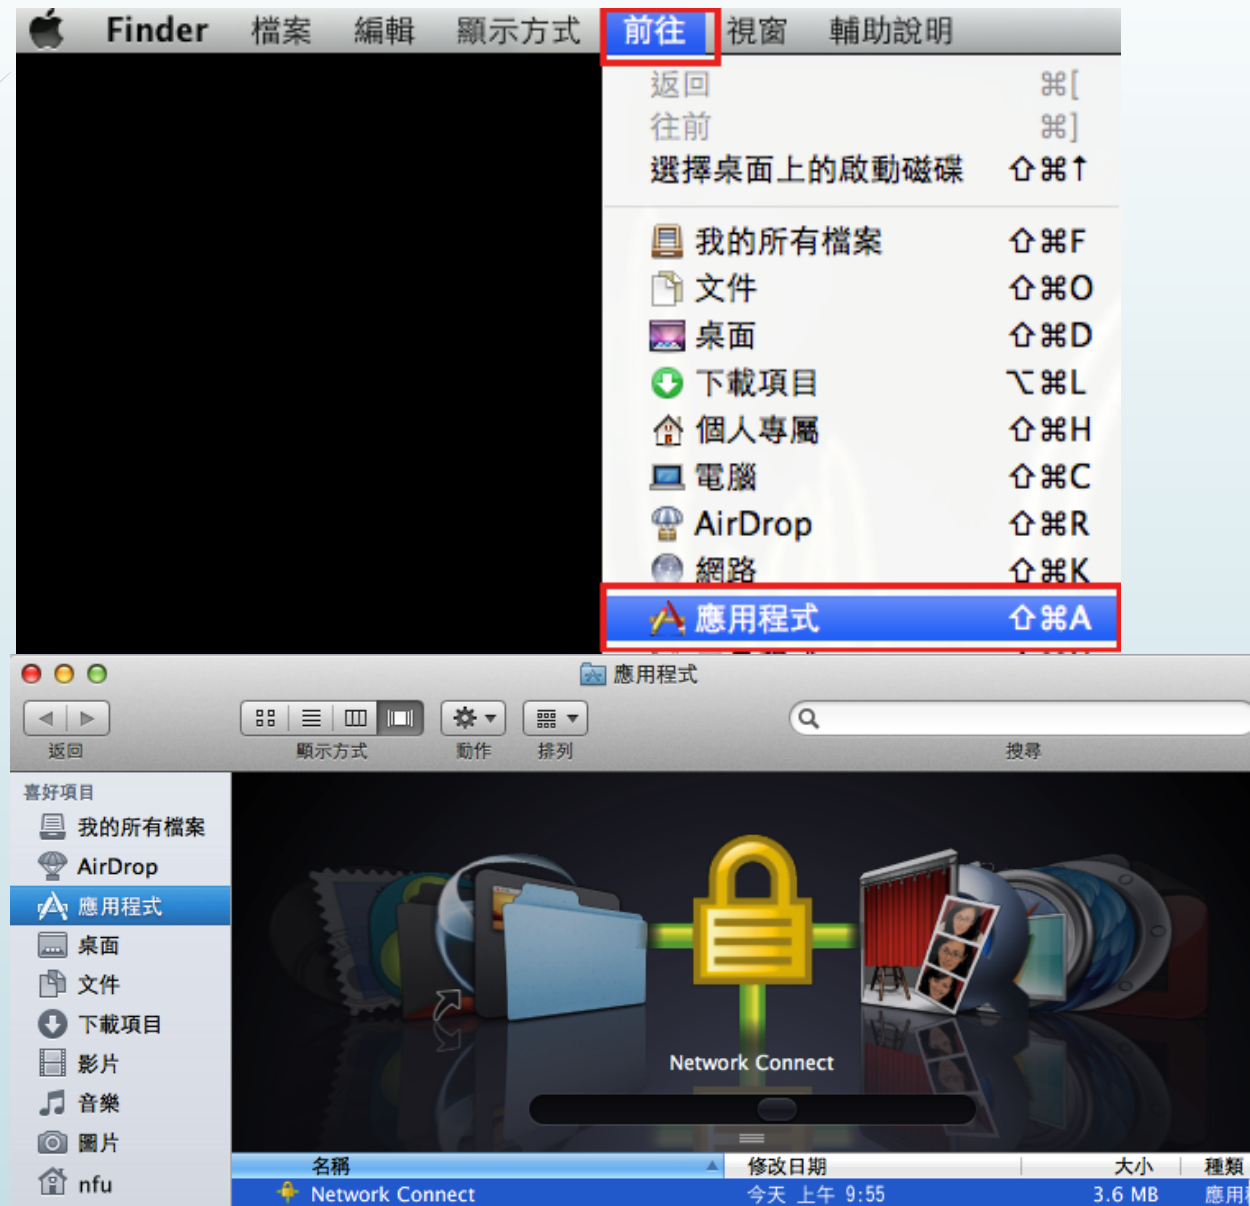 Finder 檔案 編輯 顯示方式 前往 視窗 輔助說明
返回 ⌘[
往前 ⌘]
選擇桌面上的啟動磁碟 ⇧⌘↑
我的所有檔案 ⇧⌘F
文件 ⇧⌘O
桌面 ⇧⌘D
下載項目 ⌥⌘L
個人專屬 ⇧⌘H
電腦 ⇧⌘C
AirDrop ⇧⌘R
網路 ⇧⌘K
應用程式 ⇧⌘A
應用程式
返回 顯示方式 動作 排列 搜尋
喜好項目
我的所有檔案
AirDrop
應用程式
桌面
文件
下載項目
影片
音樂
圖片
nfu
Network Connect
名稱 修改日期 大小 種類
Network Connect 今天 上午 9:55 3.6 MB 應用